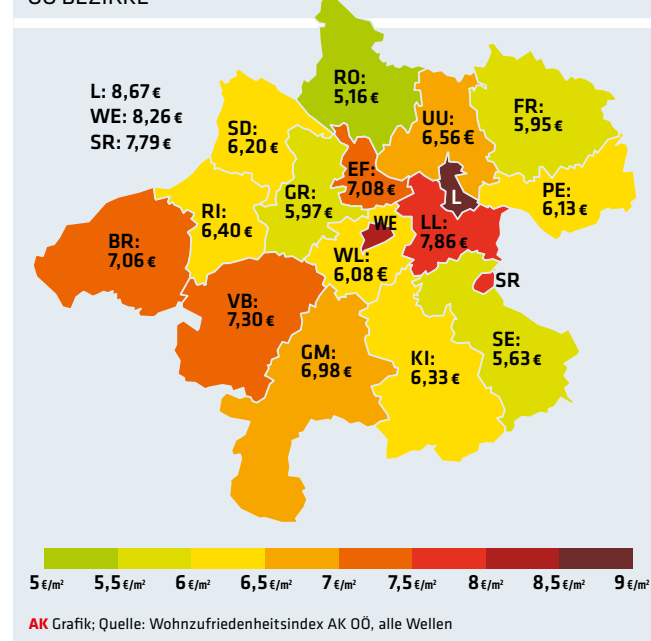 OÖ BEZIRKE
L: 8,67 €
WE: 8,26 €
SR: 7,79 €
RO:
5,16 €
SD:
6,20 €
UU:
6,56 €
FR:
5,95 €
EF:
7,08 €
GR:
5,97 €
RI:
6,40 €
L
PE:
6,13 €
WE
LL:
7,86 €
BR:
7,06 €
WL:
6,08 €
SR
VB:
7,30 €
GM:
6,98 €
KI:
6,33 €
SE:
5,63 €
5 €/m² 5,5 €/m² 6 €/m² 6,5 €/m² 7 €/m² 7,5 €/m² 8 €/m² 8,5 €/m² 9 €/m²
AK Grafik; Quelle: Wohnzufriedenheitsindex AK OÖ, alle Wellen